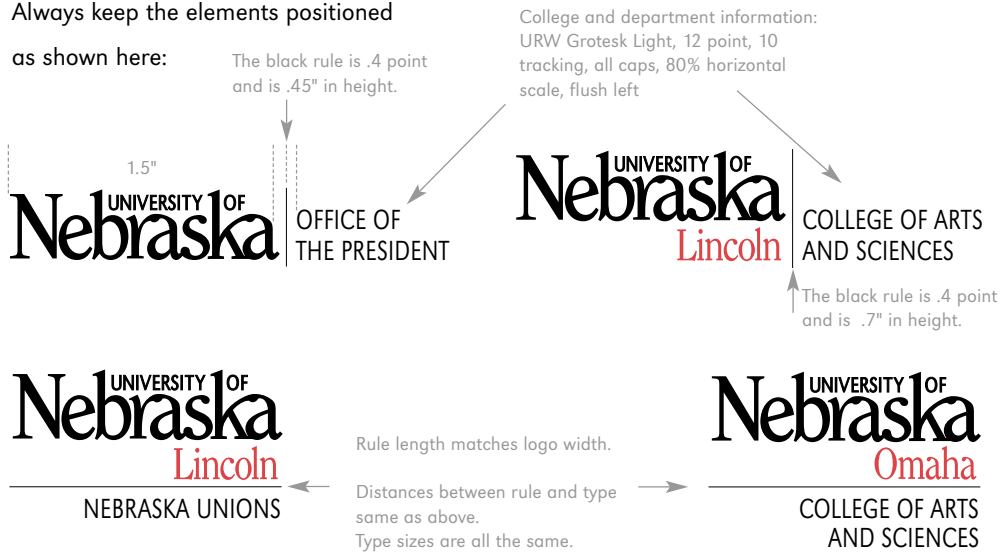 Always keep the elements positioned
as shown here:
The black rule is .4 point
and is .45" in height.
College and department information:
URW Grotesk Light, 12 point, 10
tracking, all caps, 80% horizontal
scale, flush left
1.5"
UNIVERSITY OF
Nebraska
OFFICE OF
THE PRESIDENT
UNIVERSITY OF
Nebraska
Lincoln
COLLEGE OF ARTS
AND SCIENCES
The black rule is .4 point
and is .7" in height.
UNIVERSITY OF
Nebraska
Lincoln
NEBRASKA UNIONS
Rule length matches logo width.
Distances between rule and type
same as above.
Type sizes are all the same.
UNIVERSITY OF
Nebraska
Omaha
COLLEGE OF ARTS
AND SCIENCES